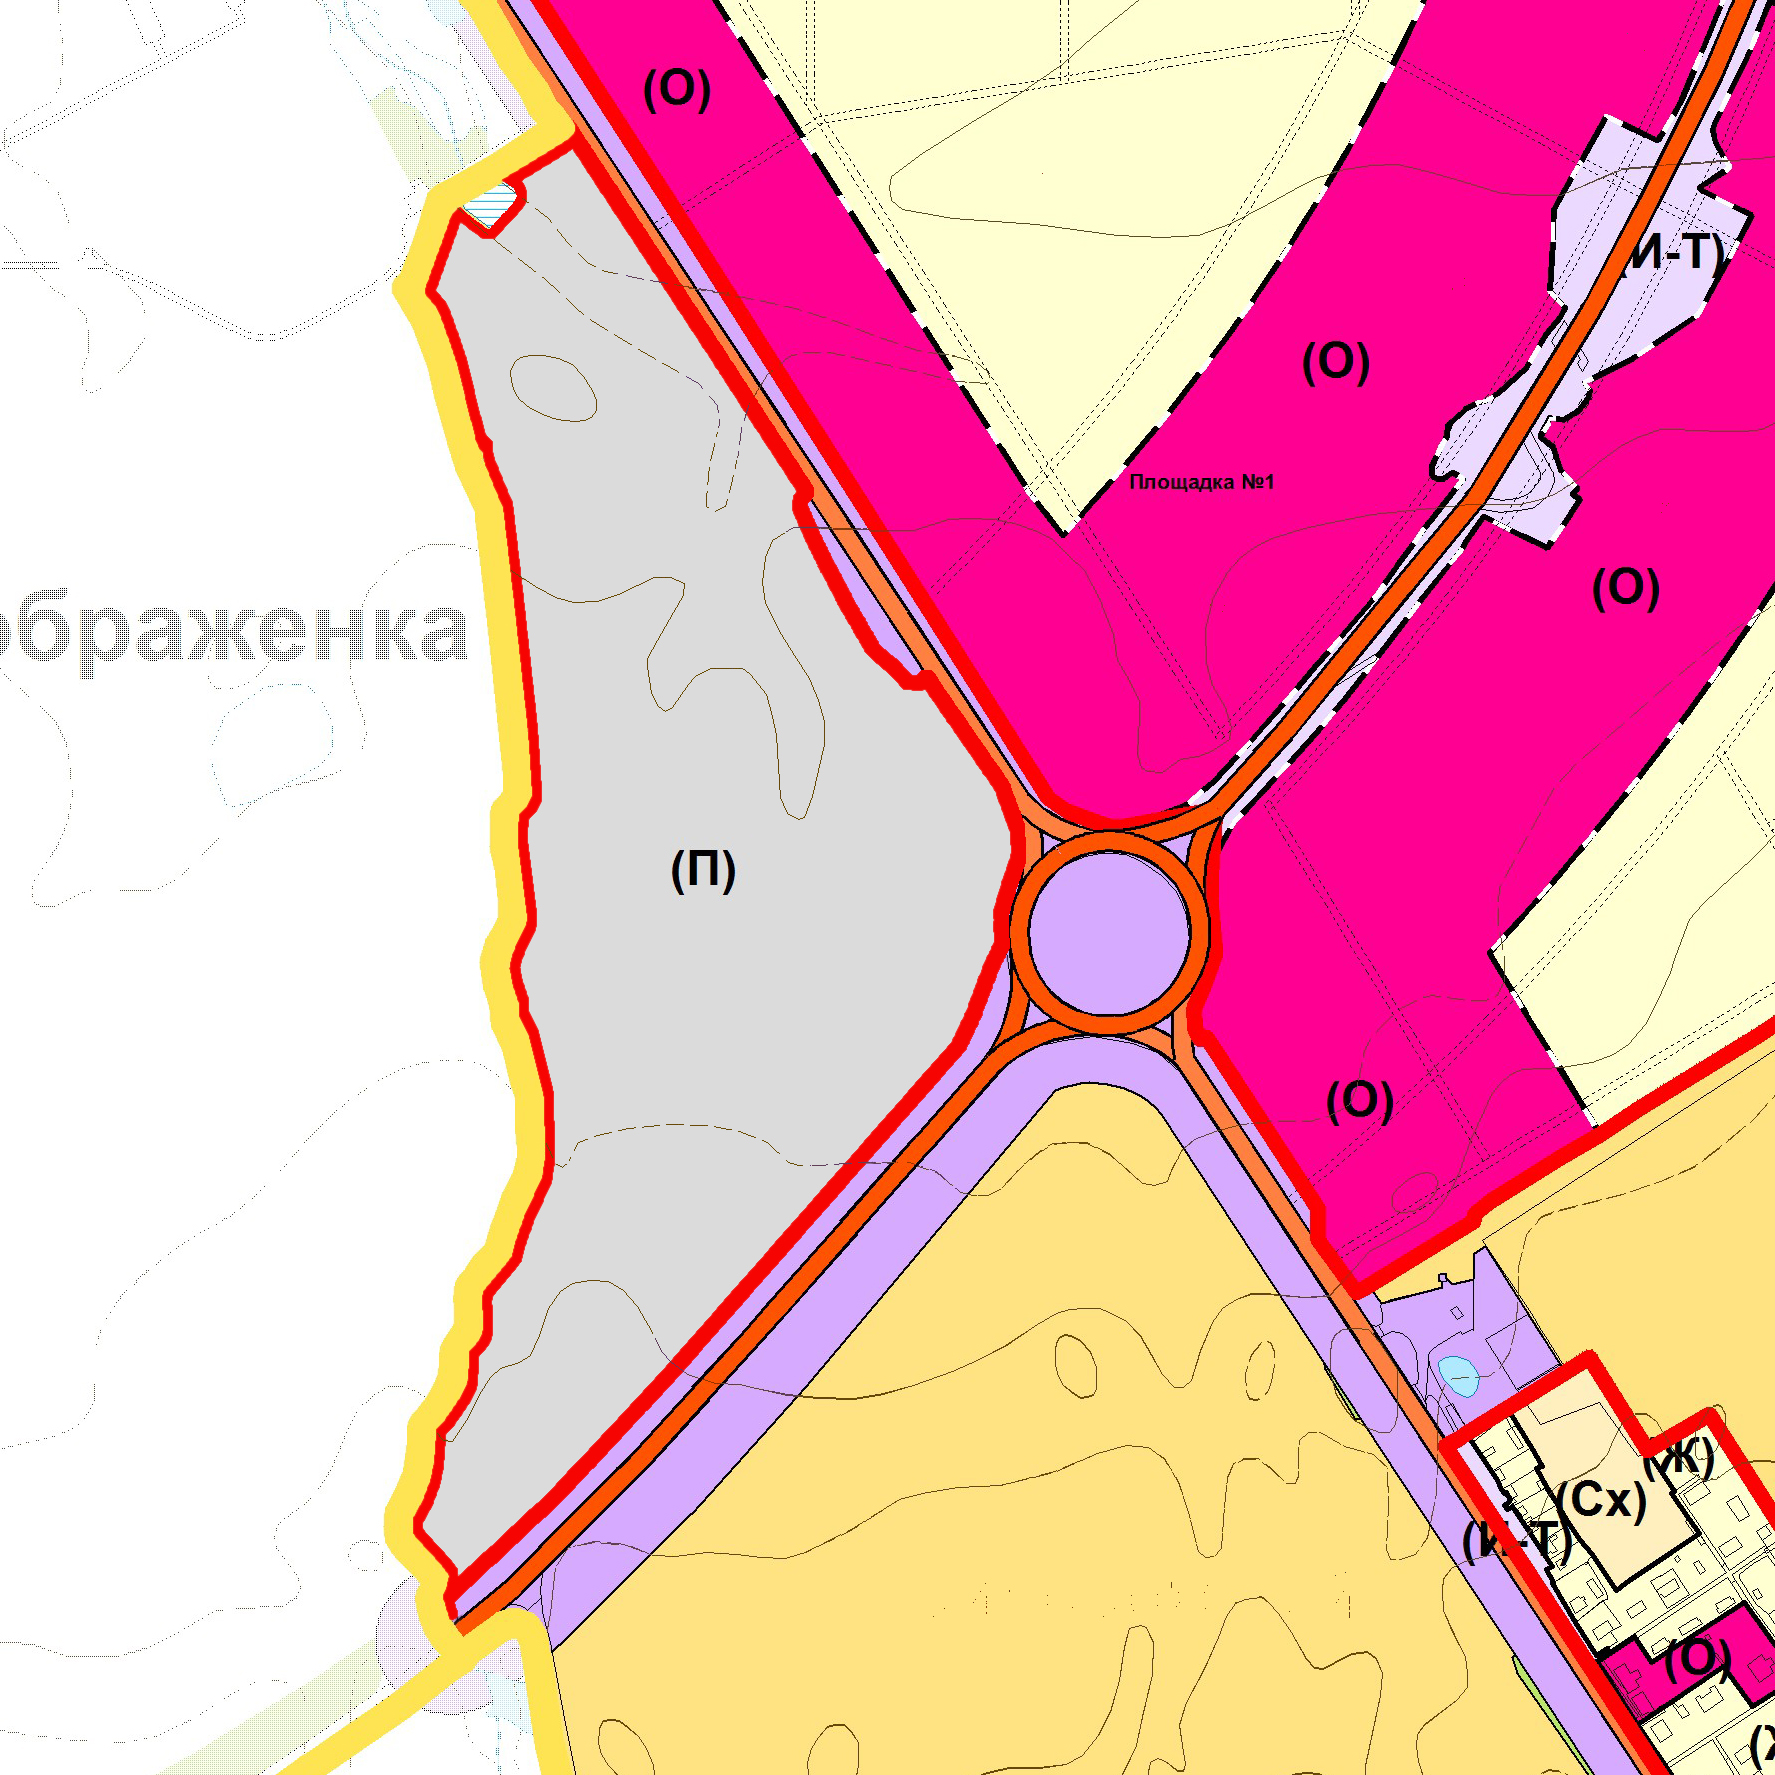 (О)
(И-Т)
(О)
Площадка №1
(О)
ображенка
(П)
(О)
(Ж)
(Сх)
(И-Т)
(О)